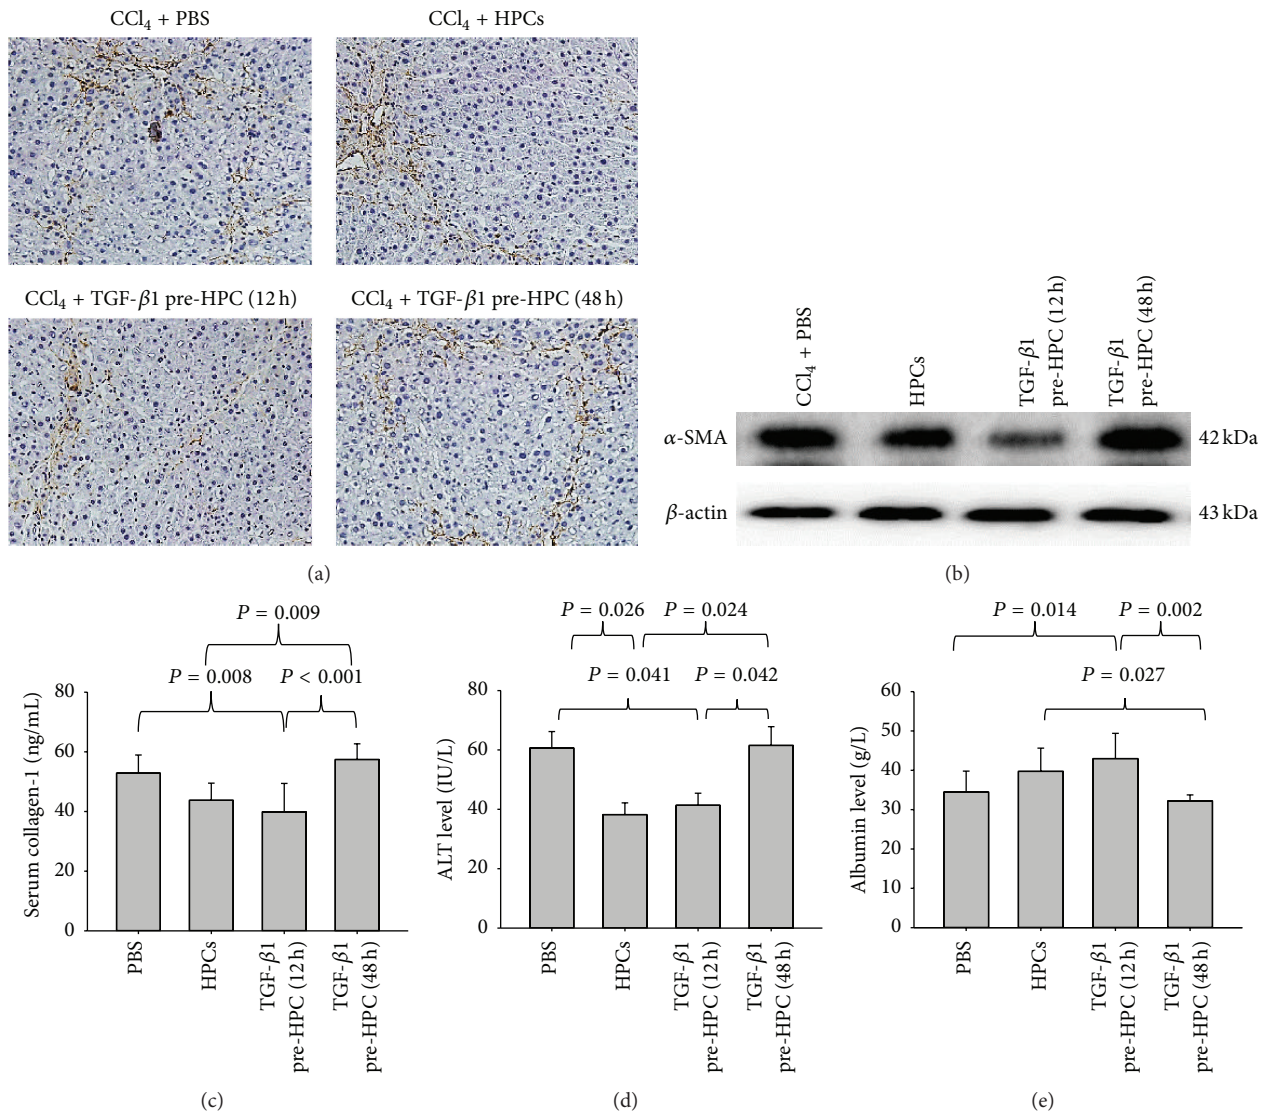 CCl4 + PBS
CCl4 + HPCs
CCl4 + TGF-β1 pre-HPC (12 h)
CCl4 + TGF-β1 pre-HPC (48 h)
(a)
CCl4 + PBS
HPCs
TGF-β1
pre-HPC (12 h)
TGF-β1
pre-HPC (48 h)
α-SMA
42 kDa
β-actin
43 kDa
(b)
P = 0.009
P = 0.008
P < 0.001
Serum collagen-1 (ng/mL)
80
60
40
20
0
PBS
HPCs
TGF-β1
pre-HPC (12 h)
TGF-β1
pre-HPC (48 h)
(c)
P = 0.026
P = 0.024
P = 0.041
P = 0.042
ALT level (IU/L)
80
60
40
20
0
PBS
HPCs
TGF-β1
pre-HPC (12 h)
TGF-β1
pre-HPC (48 h)
(d)
P = 0.014
P = 0.002
P = 0.027
Albumin level (g/L)
60
50
40
30
20
10
0
PBS
HPCs
TGF-β1
pre-HPC (12 h)
TGF-β1
pre-HPC (48 h)
(e)